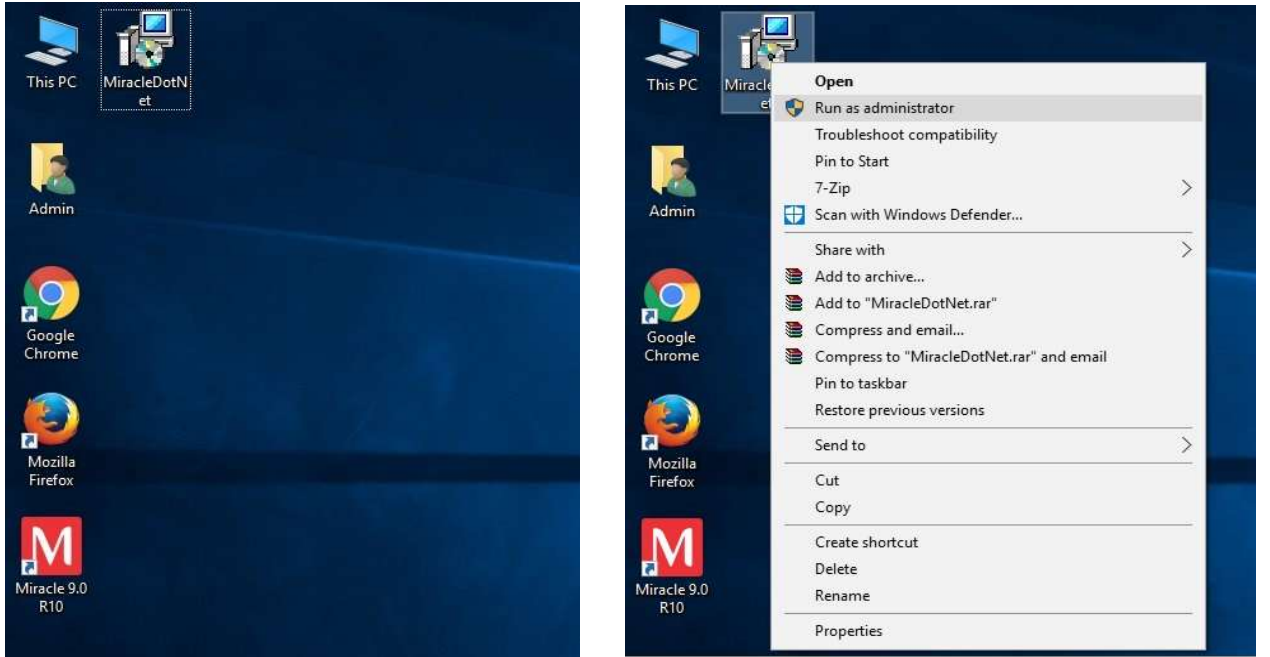 This PC
MiracleDotN
et
Admin
Google
Chrome
Mozilla
Firefox
M
Miracle 9.0
R10
This PC
Miracle
et
Admin
Google
Chrome
Mozilla
Firefox
M
Miracle 9.0
R10
Open
Run as administrator
Troubleshoot compatibility
Pin to Start
7-Zip
Scan with Windows Defender...
Share with
Add to archive...
Add to "MiracleDotNet.rar"
Compress and email...
Compress to "MiracleDotNet.rar" and email
Pin to taskbar
Restore previous versions
Send to
Cut
Copy
Create shortcut
Delete
Rename
Properties